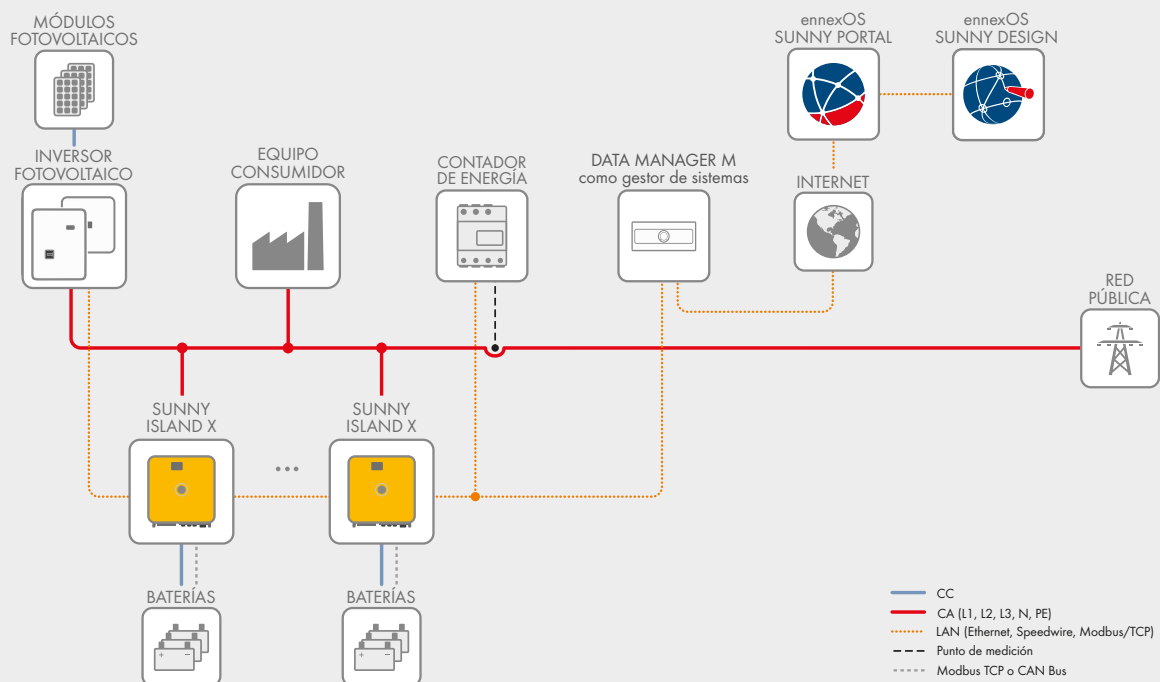 MÓDULOS
FOTOVOLTAICOS
ennexOS
SUNNY PORTAL
ennexOS
SUNNY DESIGN
INVERSOR
FOTOVOLTAICO
EQUIPO
CONSUMIDOR
CONTADOR
DE ENERGÍA
DATA MANAGER M
como gestor de sistemas
INTERNET
RED
PÚBLICA
SUNNY
ISLAND X
SUNNY
ISLAND X
BATERÍAS
BATERÍAS
CC
CA (L1, L2, L3, N, PE)
LAN (Ethernet, Speedwire, Modbus/TCP)
Punto de medición
Modbus TCP o CAN Bus